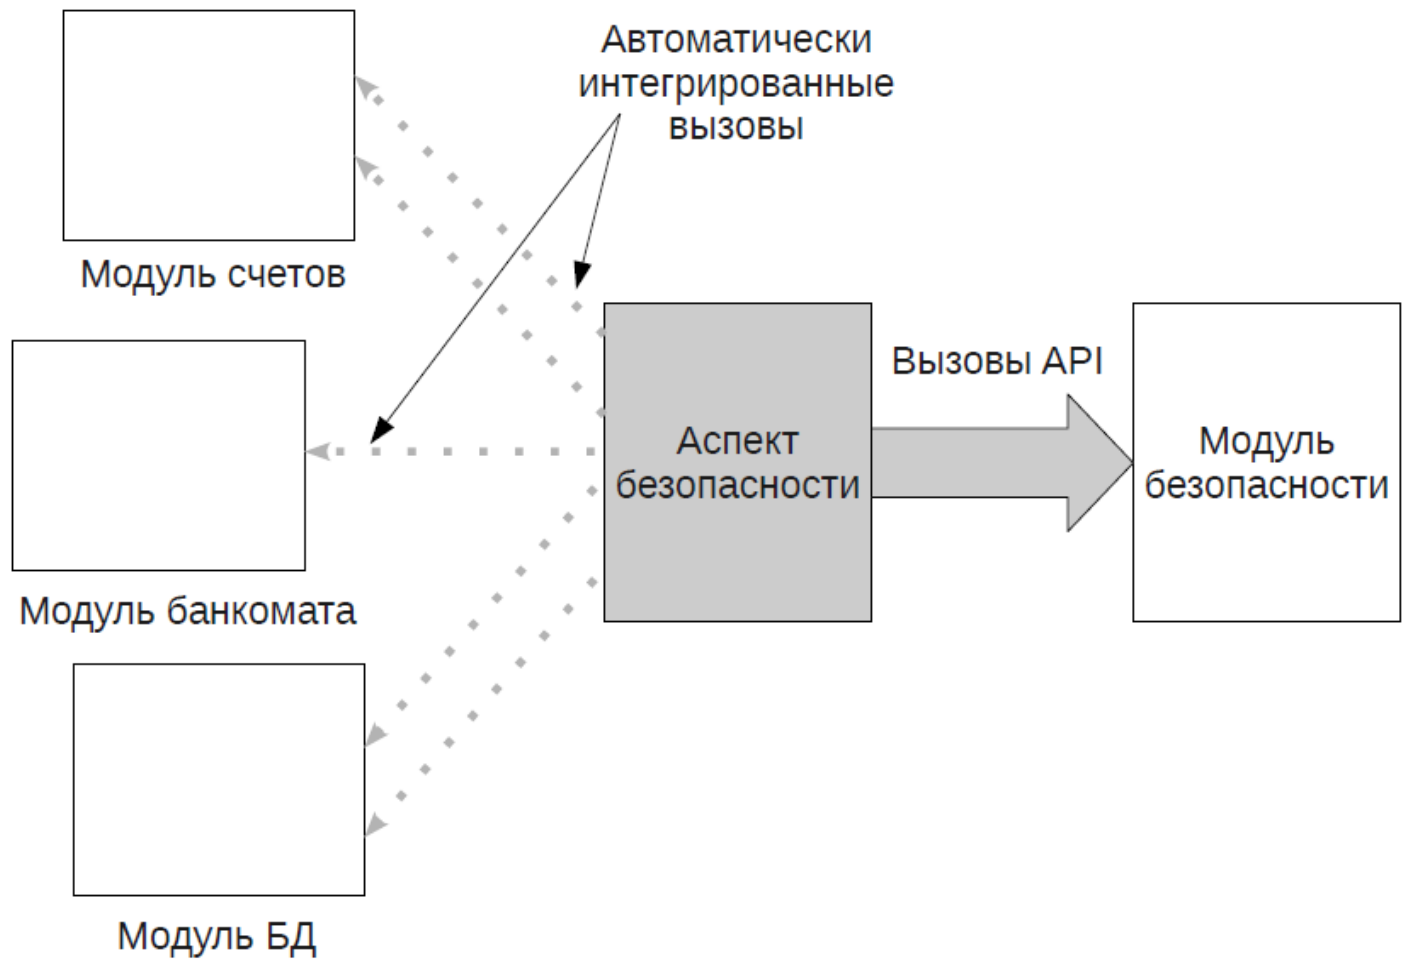 Автоматически
интегрированные
вызовы
Модуль счетов
Вызовы API
Аспект
безопасности
Модуль
безопасности
Модуль банкомата
Модуль БД